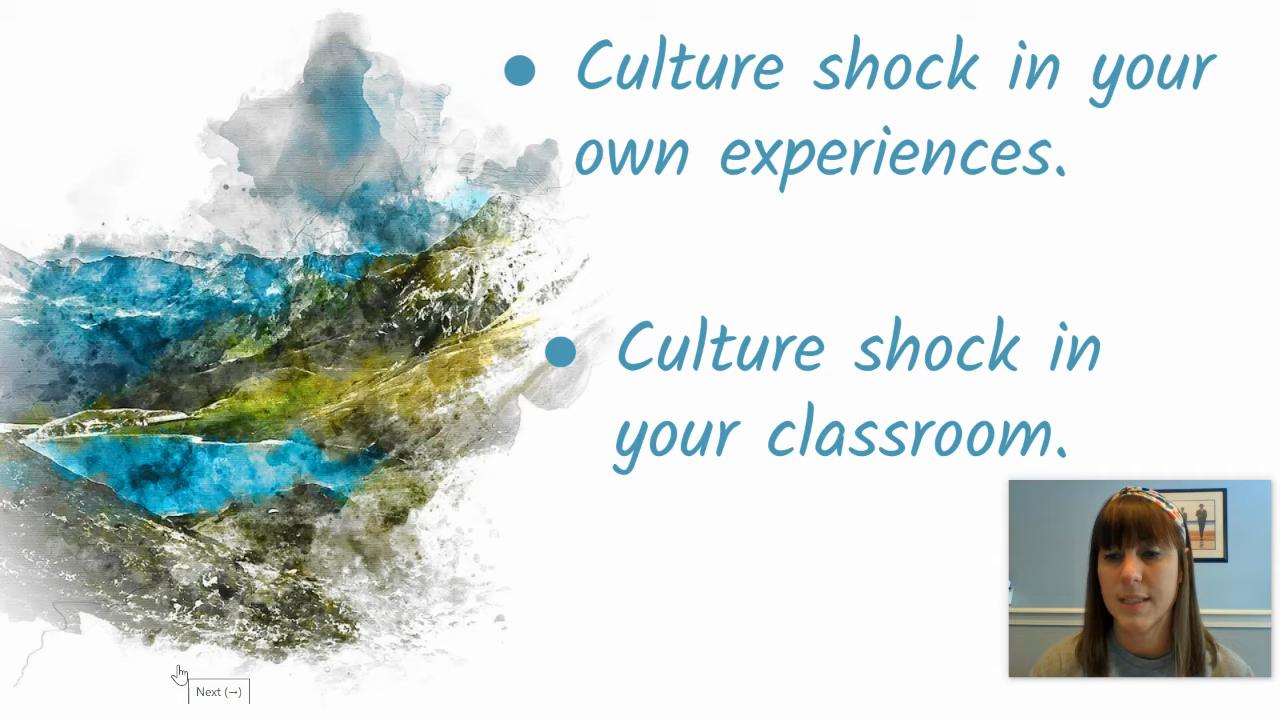 ● Culture shock in your
own experiences.
● Culture shock in
your classroom.
Next (→)